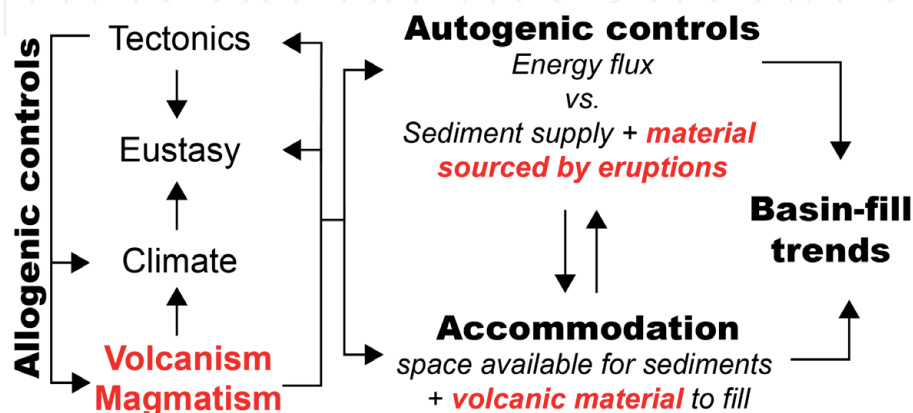 Allogenic controls
Tectonics
Eustasy
Climate
Volcanism
Magmatism
Autogenic controls
Energy flux
vs.
Sediment supply + material
sourced by eruptions
Accommodation
space available for sediments
+ volcanic material to fill
Basin-fill
trends